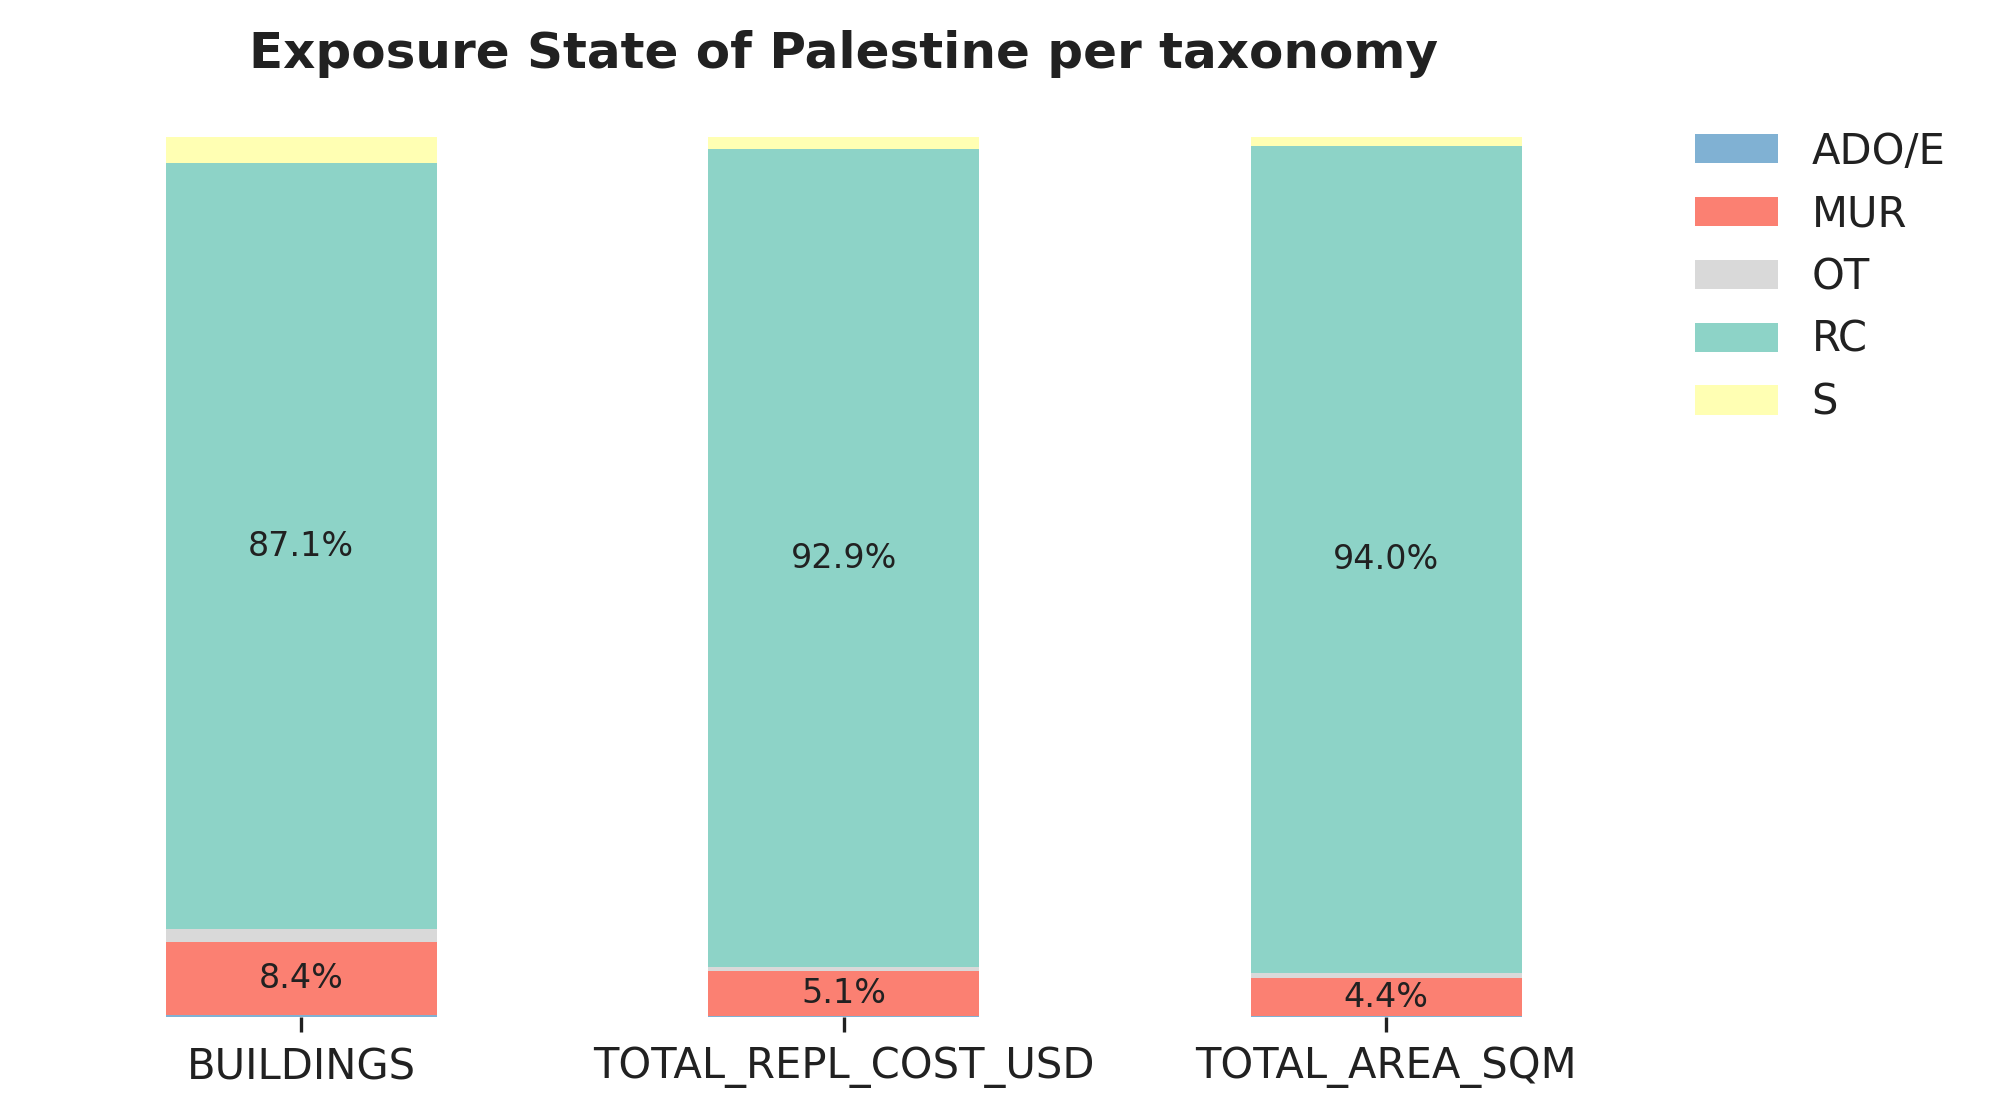 Exposure State of Palestine per taxonomy
ADO/E
MUR
OT
RC
S
87.1%
92.9%
94.0%
8.4%
5.1%
4.4%
BUILDINGS
TOTAL_REPL_COST_USD
TOTAL_AREA_SQM